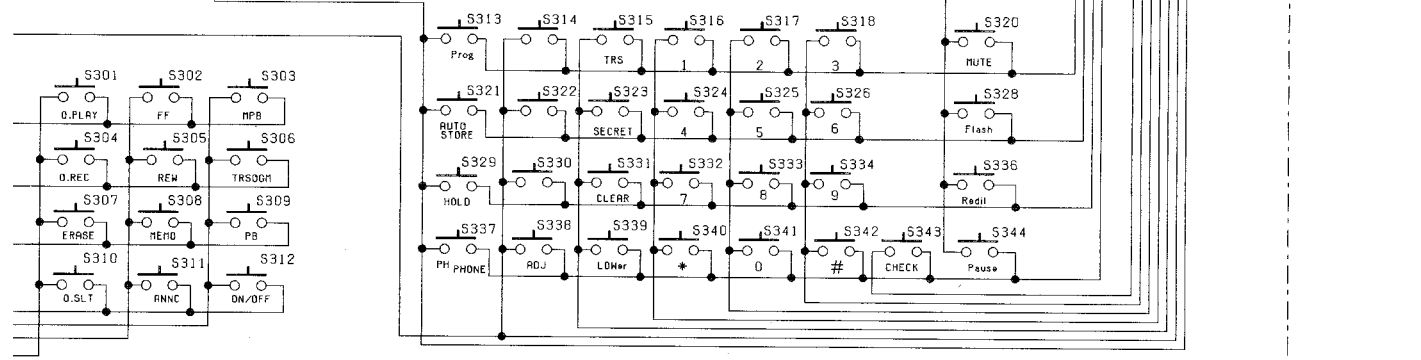 S313 S314 S315 S316 S317 S318 S320
Prog TRS 1 2 3 MUTE
S301 S302 S303
O.PLAY FF MPB
S321 S322 S323 S324 S325 S326 S328
AUTO STORE SECRET 4 5 6 Flash
S304 S305 S306
O.REC REW TRSOGM
S329 S330 S331 S332 S333 S334 S336
HOLD CLEAR 7 8 9 Redil
S307 S308 S309
ERASE MEMO PB
S337 S338 S339 S340 S341 S342 S343 S344
PH PHONE ADJ LOWer * 0 # CHECK Pause
S310 S311 S312
O.SLT ANNC ON/OFF